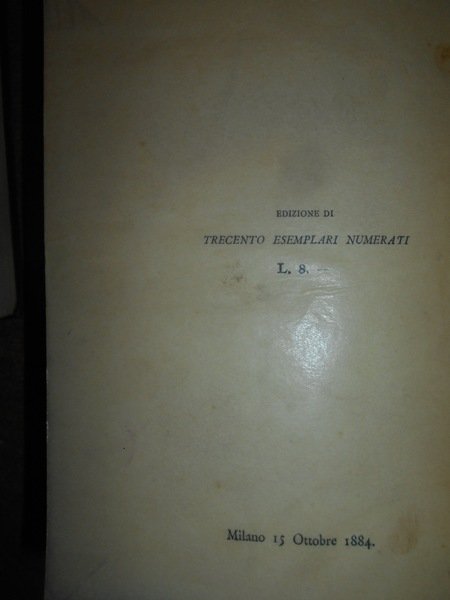 EDIZIONE DI
TRECENTO ESEMPLARI NUMERATI
L. 8. —
Milano 15 Ottobre 1884.